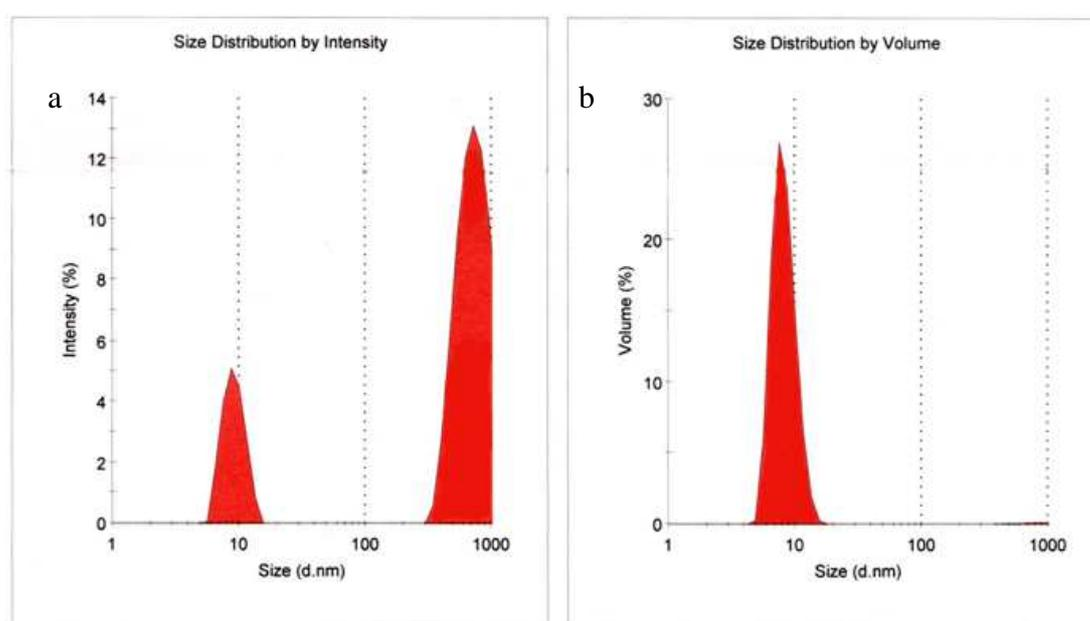 Size Distribution by Intensity
a
14
12
10
8
6
4
2
0
Intensity (%)
1 10 100 1000
Size (d.nm)
Size Distribution by Volume
b
30
20
10
0
Volume (%)
1 10 100 1000
Size (d.nm)